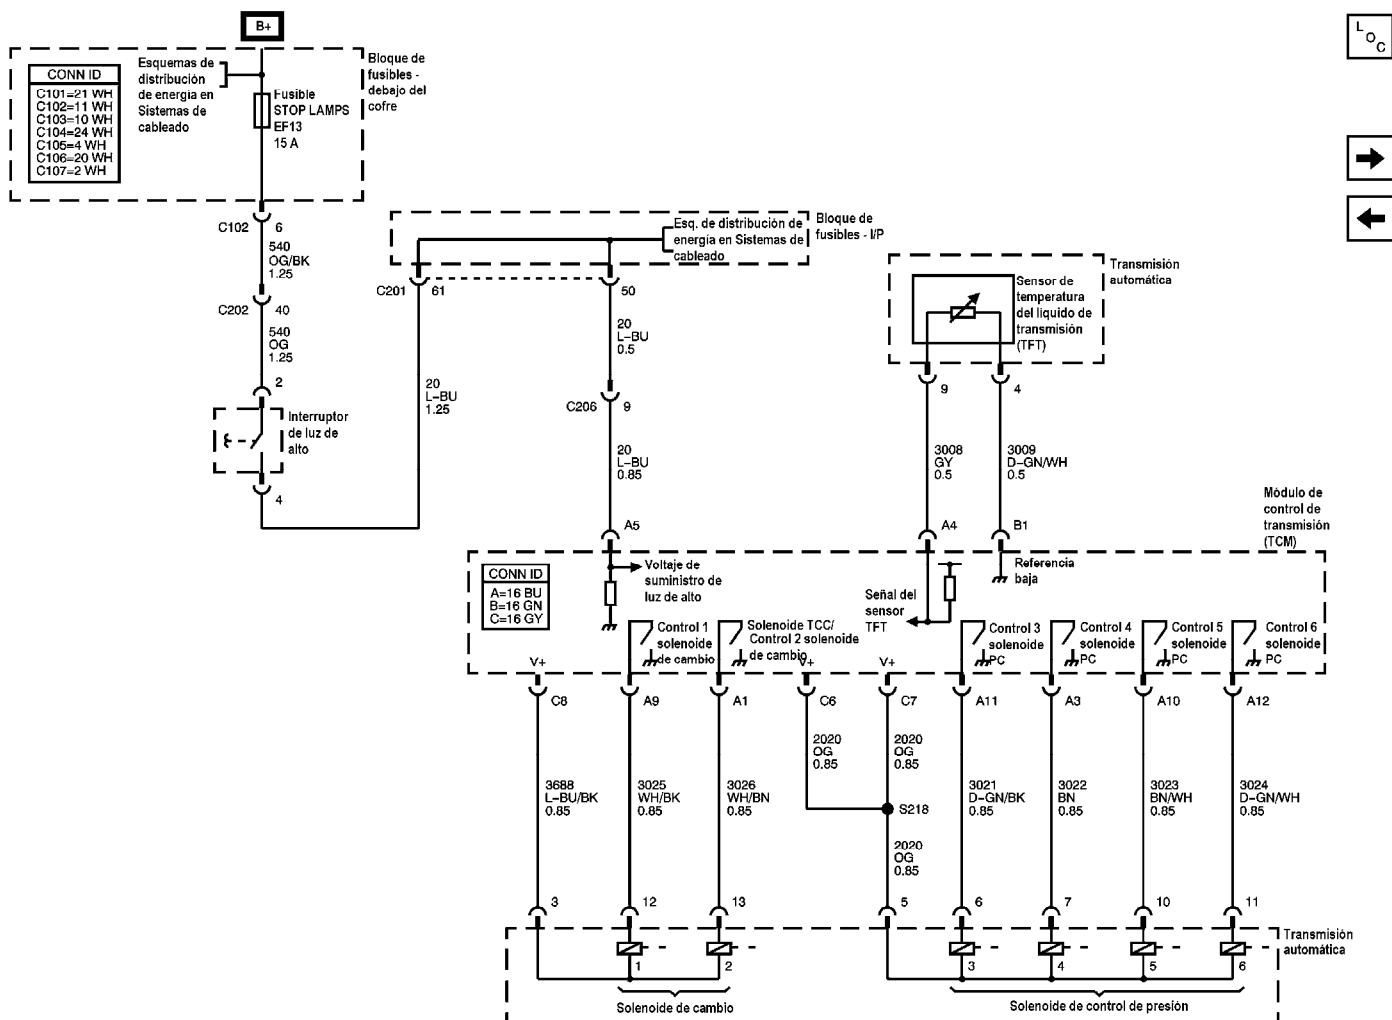 B+
L
O
C
CONN ID
C101=21 WH
C102=11 WH
C103=10 WH
C104=24 WH
C105=4 WH
C106=20 WH
C107=2 WH
Esquemas de
distribución
de energía en
Sistemas de
cableado
Fusible
STOP LAMPS
EF13
15 A
Bloque de
fusibles -
debajo del
cofre
C102
6
540
OG/BK
1.25
C202
40
540
OG
1.25
2
Interruptor
de luz de
alto
4
Esq. de distribución de
energía en Sistemas de
cableado
Bloque de
fusibles - I/P
C201
61
50
20
L-BU
0.5
20
L-BU
1.25
C206
9
20
L-BU
0.85
A5
Sensor de
temperatura
del líquido de
transmisión
(TFT)
Transmisión
automática
9
4
3008
GY
0.5
3009
D-GN/WH
0.5
A4
B1
Módulo de
control de
transmisión
(TCM)
CONN ID
A=16 BU
B=16 GN
C=16 GY
Voltaje de
suministro de
luz de alto
Señal del
sensor
TFT
Referencia
baja
Control 1
solenoide
de cambio
Solenoide TCC/
Control 2 solenoide
de cambio
Control 3
solenoide
PC
Control 4
solenoide
PC
Control 5
solenoide
PC
Control 6
solenoide
PC
V+
V+
V+
C8
A9
A1
C6
C7
A11
A3
A10
A12
2020
OG
0.85
2020
OG
0.85
3688
L-BU/BK
0.85
3025
WH/BK
0.85
3026
WH/BN
0.85
3021
D-GN/BK
0.85
3022
BN
0.85
3023
BN/WH
0.85
3024
D-GN/WH
0.85
S218
2020
OG
0.85
3
12
13
5
6
7
10
11
Transmisión
automática
1
2
3
4
5
6
Solenoide de cambio
Solenoide de control de presión